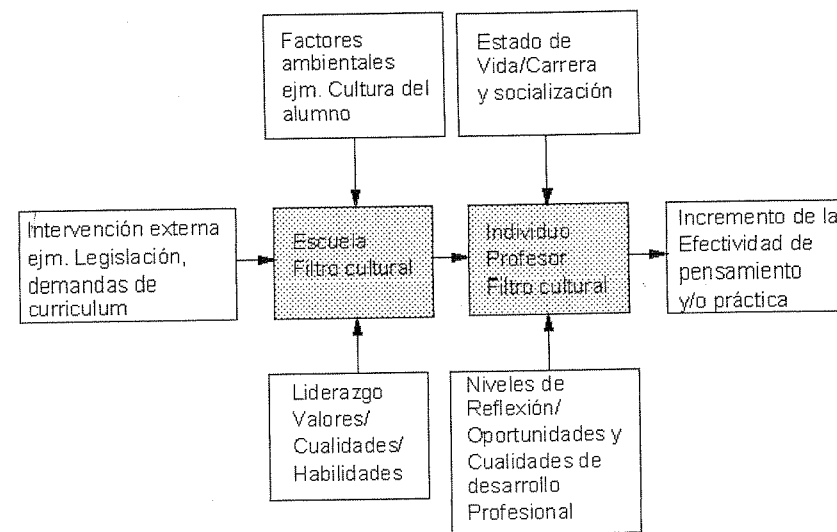 Factores
ambientales
ejm. Cultura del
alumno
Estado de
Vida/Carrera
y socialización
Intervención externa
ejm. Legislación,
demandas de
curriculum
Escuela
Filtro cultural
Individuo
Profesor
Filtro cultural
Incremento de la
Efectividad de
pensamiento
y/o práctica
Liderazgo
Valores/
Cualidades/
Habilidades
Niveles de
Reflexión/
Oportunidades y
Cualidades de
desarrollo
Profesional